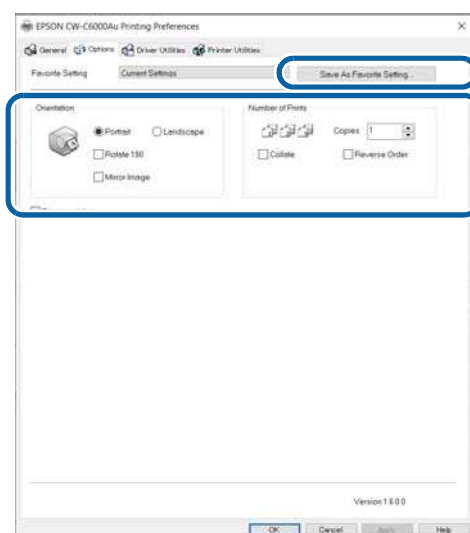 EPSON CW-C6000Au Printing Preferences
General Options Driver Utilities Printer Utilities
Favorite Setting Current Settings Save As Favorite Setting...
Orientation Number of Prints
Portrait Landscape Copies 1
Rotate 180 Collate Reverse Order
Mirror Image
Version 1.6.0.0
OK Cancel Apply Help